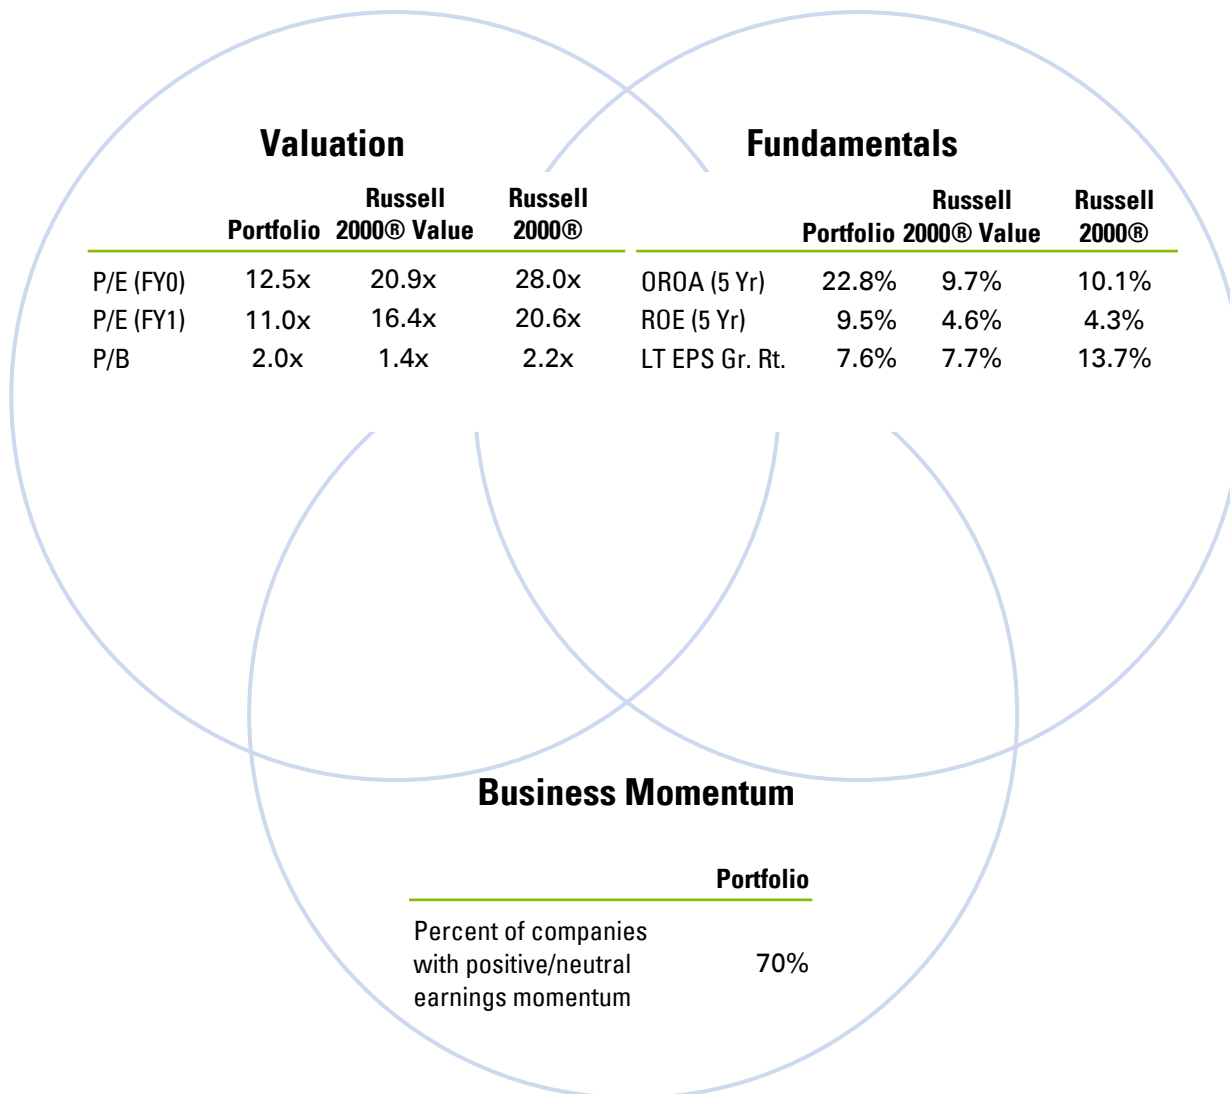 Valuation
Russell Russell
Portfolio 2000® Value 2000®
P/E (FY0) 12.5x 20.9x 28.0x
P/E (FY1) 11.0x 16.4x 20.6x
P/B 2.0x 1.4x 2.2x
Fundamentals
Russell Russell
Portfolio 2000® Value 2000®
OROA (5 Yr) 22.8% 9.7% 10.1%
ROE (5 Yr) 9.5% 4.6% 4.3%
LT EPS Gr. Rt. 7.6% 7.7% 13.7%
Business Momentum
Portfolio
Percent of companies
with positive/neutral 70%
earnings momentum